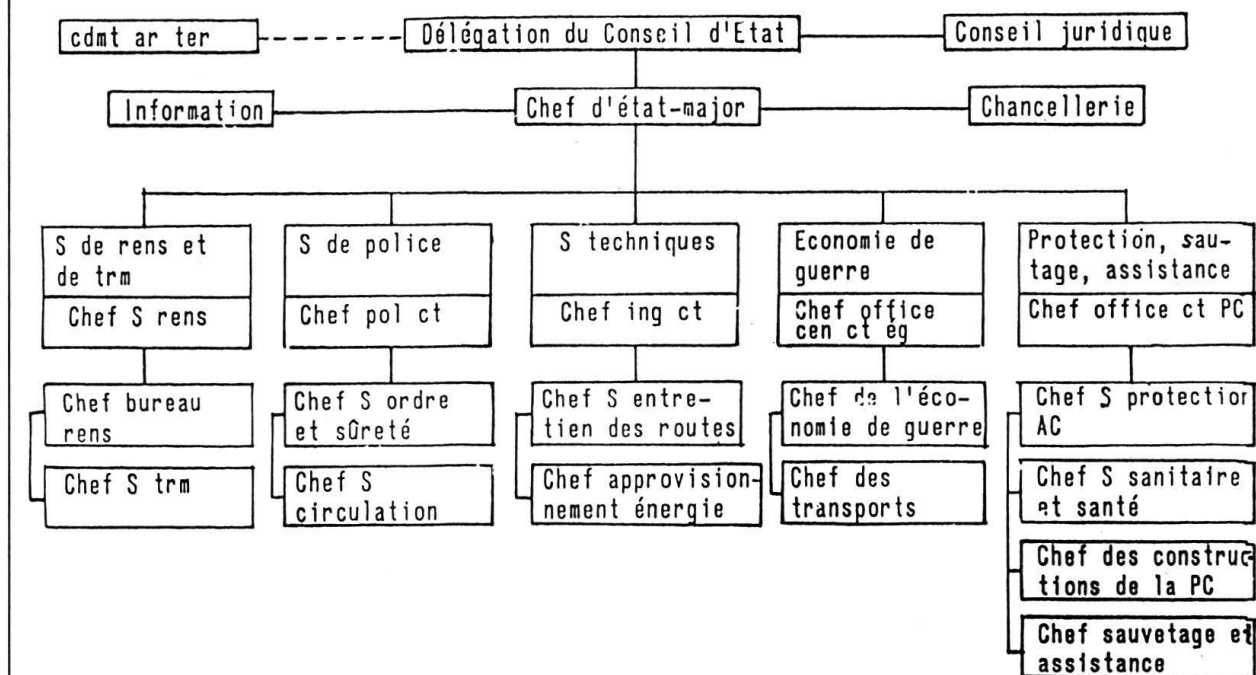 cdmt ar ter
Délégation du Conseil d'Etat
Conseil juridique
Information
Chef d'état-major
Chancellerie
S de rens et
de trm
Chef S rens
S de police
Chef pol ct
S techniques
Chef ing ct
Economie de
guerre
Chef office
cen ct ég
Protection, sau-
tage, assistance
Chef office ct PC
Chef bureau
rens
Chef S trm
Chef S ordre
et sûreté
Chef S
circulation
Chef S entre-
tien des routes
Chef approvision-
nement énergie
Chef de l'éco-
nomie de guerre
Chef des
transports
Chef S protection
AC
Chef S sanitaire
et santé
Chef des construc-
tions de la PC
Chef sauvetage et
assistance